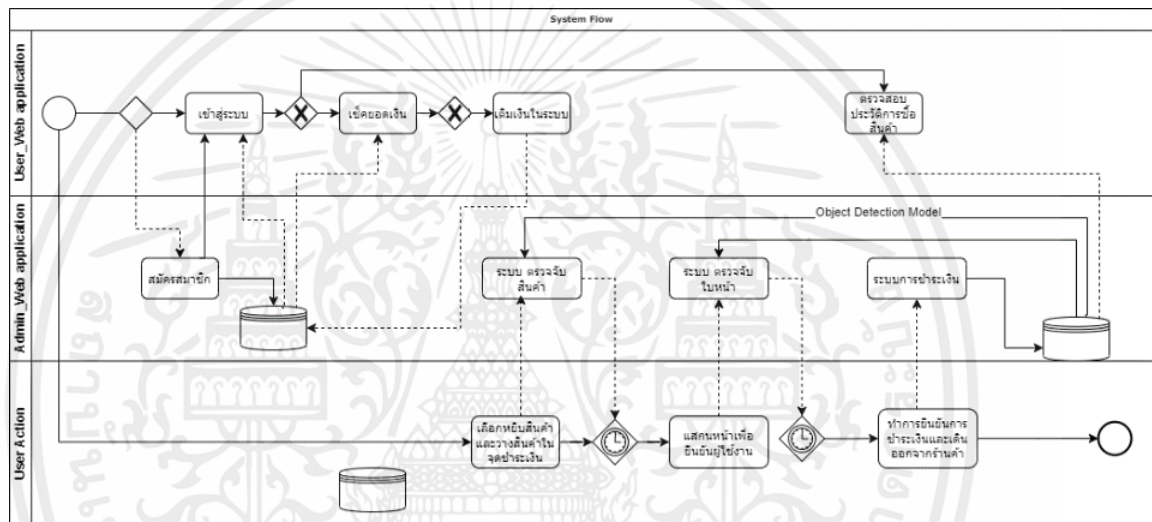 System Flow
User_Web application
เข้าสู่ระบบ
เช็คยอดเงิน
เติมเงินในระบบ
ตรวจสอบ
ประวัติการซื้อ
สินค้า
Admin_Web application
Object Detection Model
สมัครสมาชิก
ระบบ ตรวจจับ
สินค้า
ระบบ ตรวจจับ
ใบหน้า
ระบบการชำระเงิน
User Action
เลือกหยิบสินค้า
และวางสินค้าใน
จุดชำระเงิน
แสกนหน้าเพื่อ
ยืนยันผู้ใช้งาน
ทำการยืนยันการ
ชำระเงินและเดิน
ออกจากร้านค้า